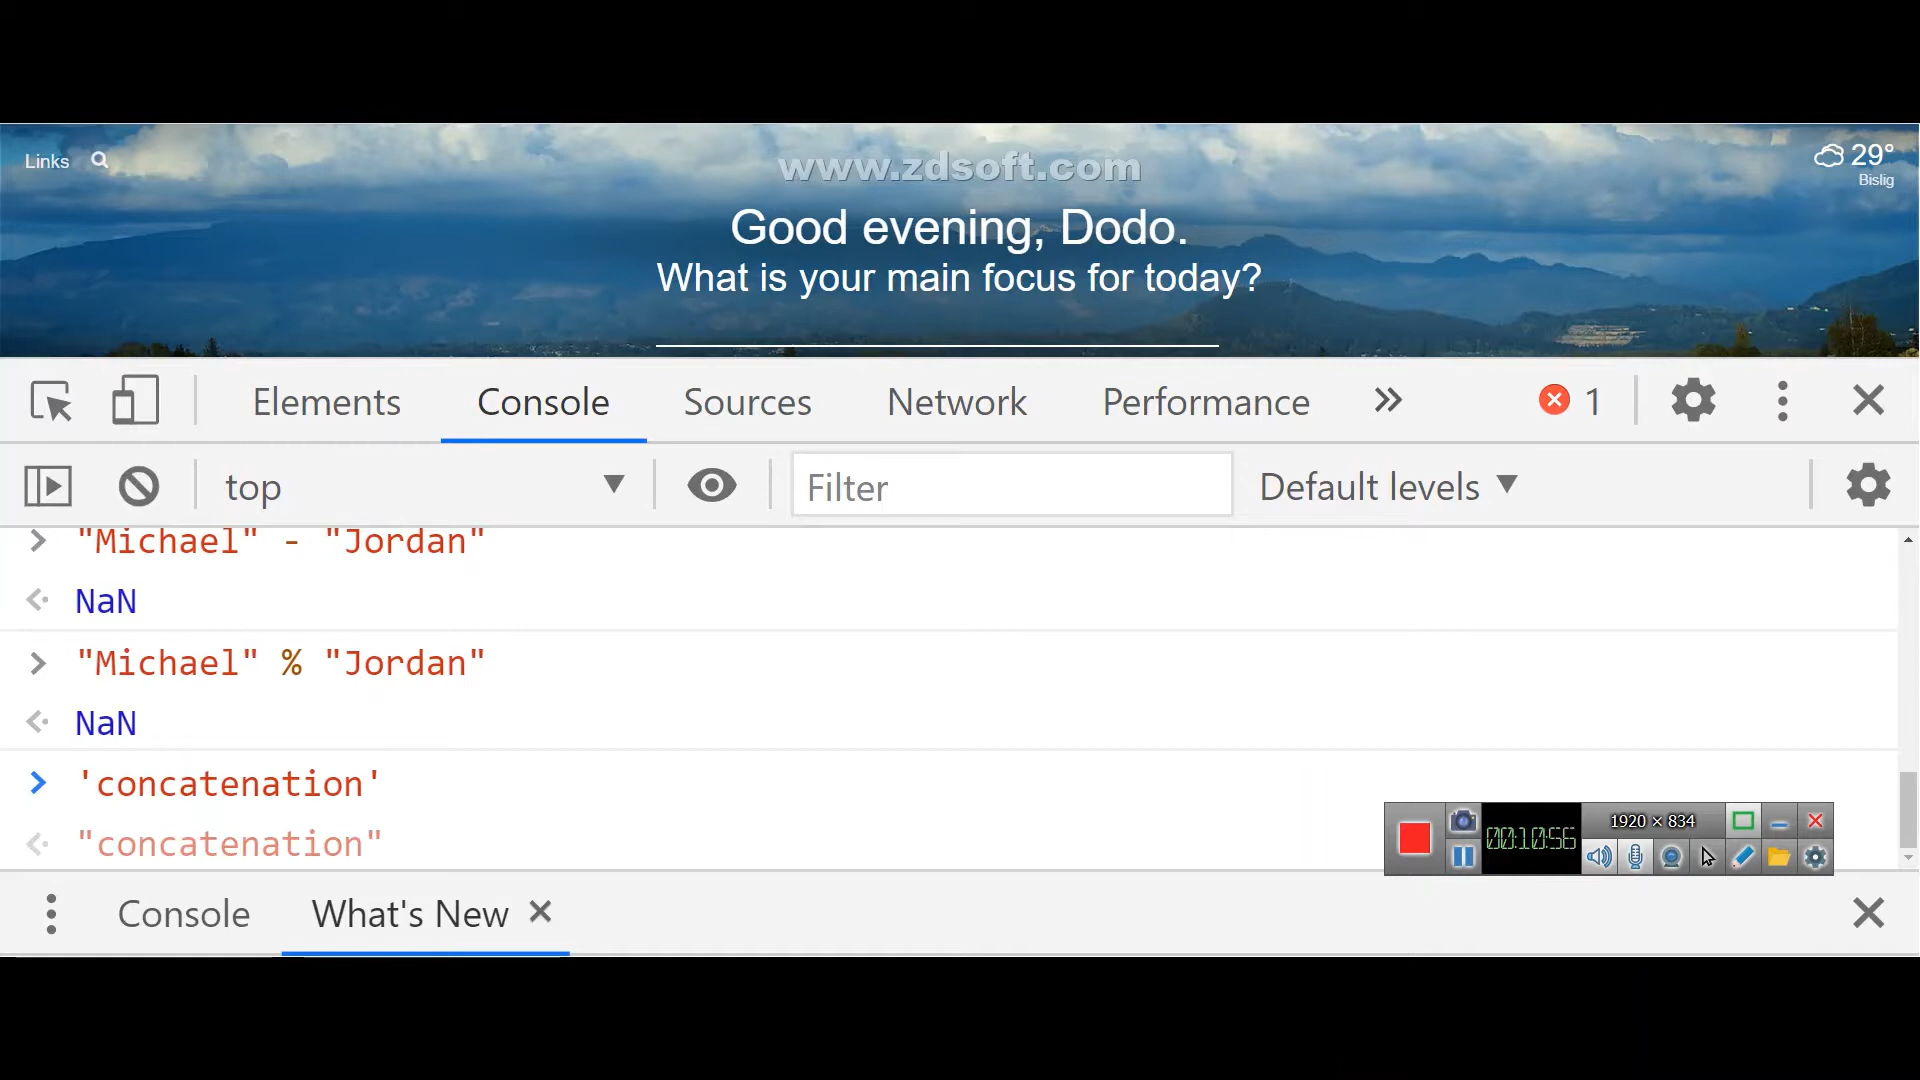 Links
www.zdsoft.com
29°
Bislig
Good evening, Dodo.
What is your main focus for today?
Elements Console Sources Network Performance » 1
top Filter Default levels
> "Michael" - "Jordan"
NaN
> "Michael" % "Jordan"
NaN
> 'concatenation'
"concatenation"
1920 × 834
00:10:56
Console What's New